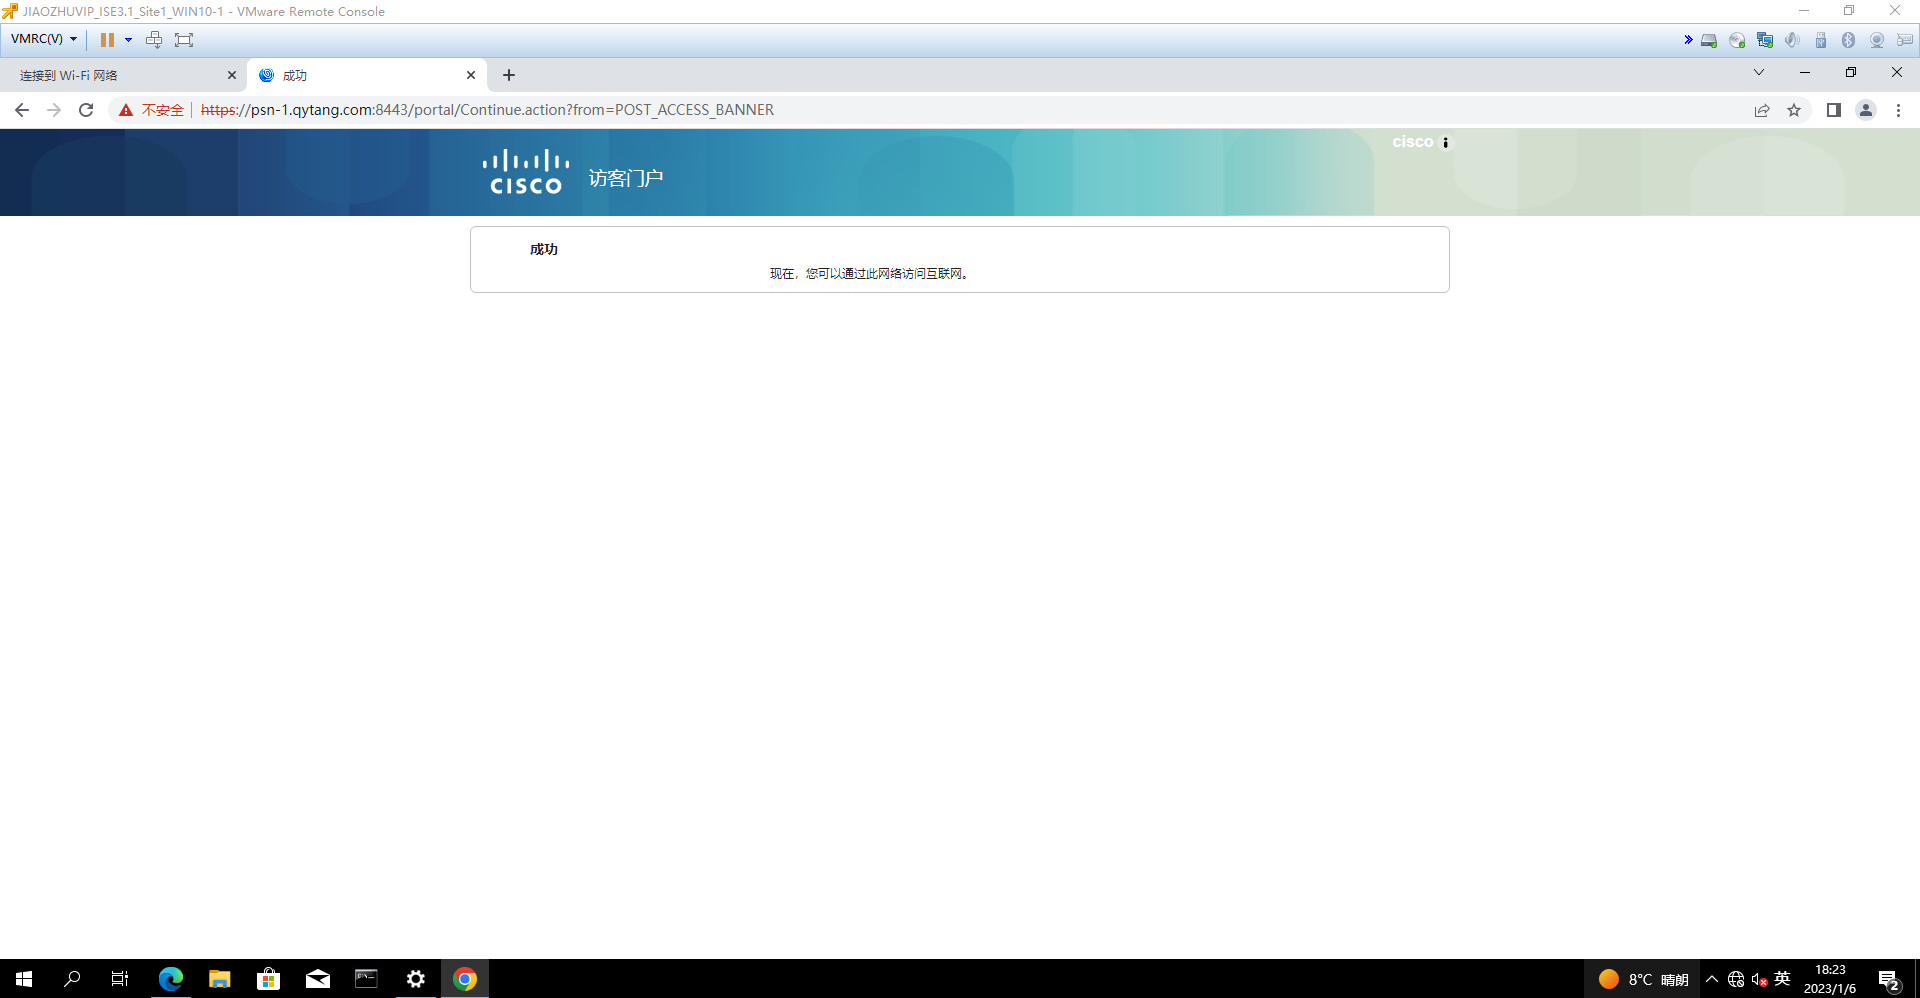 JIAOZHUVIP_ISE3.1_Site1_WIN10-1 - VMware Remote Console
VMRC(V)
连接到 Wi-Fi 网络
成功
不安全
https://psn-1.qytang.com:8443/portal/Continue.action?from=POST_ACCESS_BANNER
CISCO
访客门户
cisco
成功
现在，您可以通过此网络访问互联网。
8°C 晴朗
英
18:23
2023/1/6
2